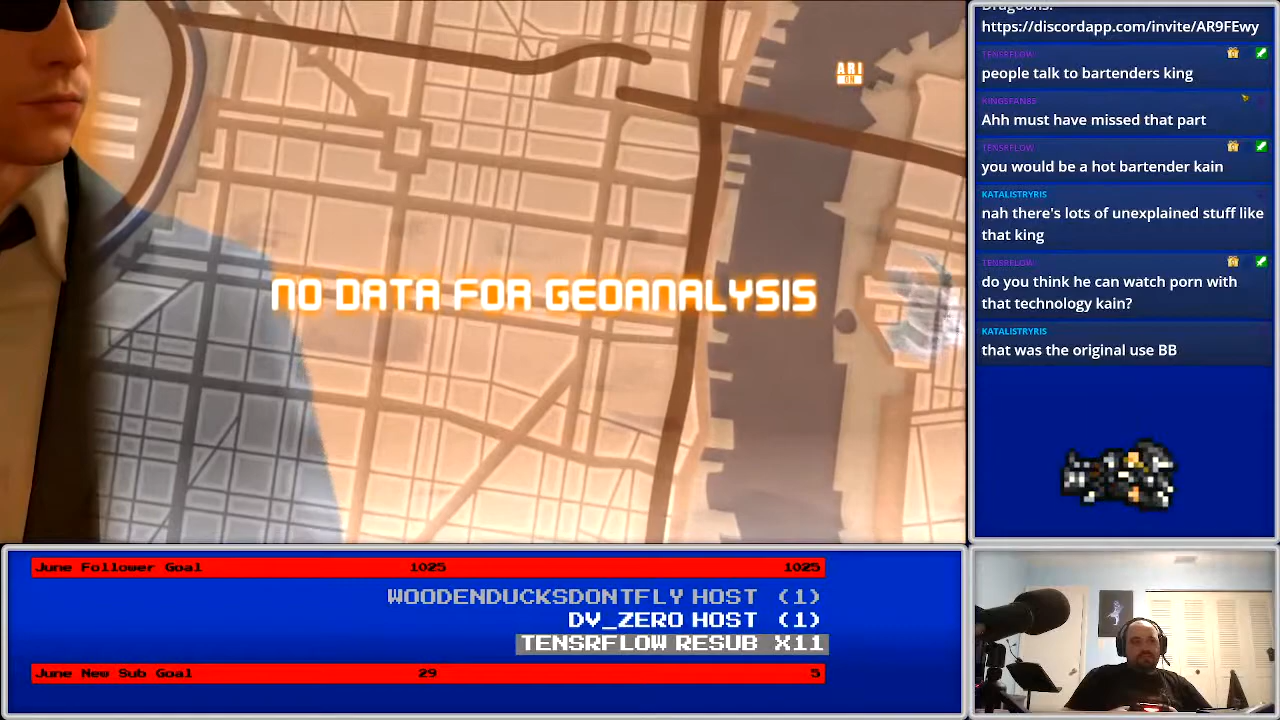 ARI
ON
NO DATA FOR GEOANALYSIS
https://discordapp.com/invite/AR9FEwy
TENSRFLOW
people talk to bartenders king
KINGSFAN85
Ahh must have missed that part
TENSRFLOW
you would be a hot bartender kain
KATALISTRYRIS
nah there's lots of unexplained stuff like
that king
TENSRFLOW
do you think he can watch porn with
that technology kain?
KATALISTRYRIS
that was the original use BB
June Follower Goal 1025 1025
WOODENDUCKSDONTFLY HOST (1)
DV_ZERO HOST (1)
TENSRFLOW RESUB X11
June New Sub Goal 29 5